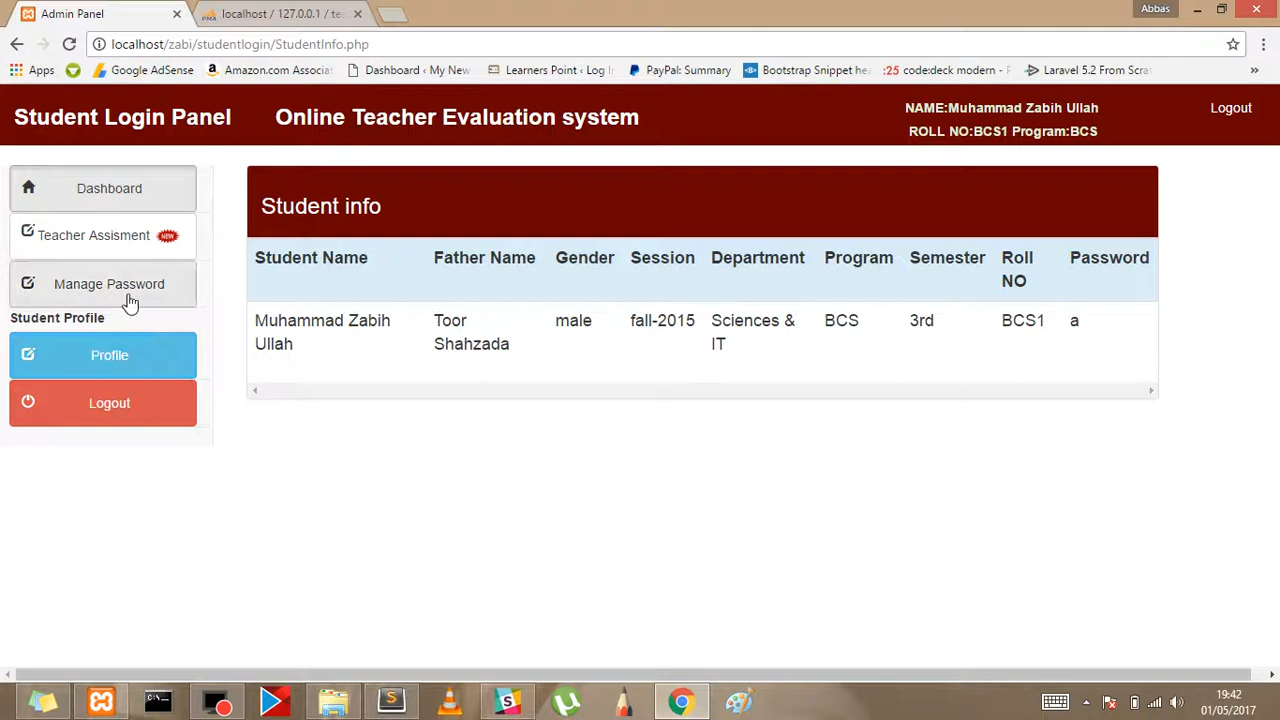 Admin Panel
localhost / 127.0.0.1 / te
Abbas
localhost/zabi/studentlogin/StudentInfo.php
Apps
Google AdSense
Amazon.com Associat
Dashboard ‹ My New
Learners Point ‹ Log I
PayPal: Summary
Bootstrap Snippet hea
:25 code:deck modern - F
Laravel 5.2 From Scrat
»
Student Login Panel
Online Teacher Evaluation system
NAME:Muhammad Zabih Ullah
ROLL NO:BCS1 Program:BCS
Logout
Dashboard
Teacher Assisment NEW
Manage Password
Student Profile
Profile
Logout
Student info
Student Name Father Name Gender Session Department Program Semester Roll NO Password
Muhammad Zabih Ullah Toor Shahzada male fall-2015 Sciences & IT BCS 3rd BCS1 a
19:42
01/05/2017